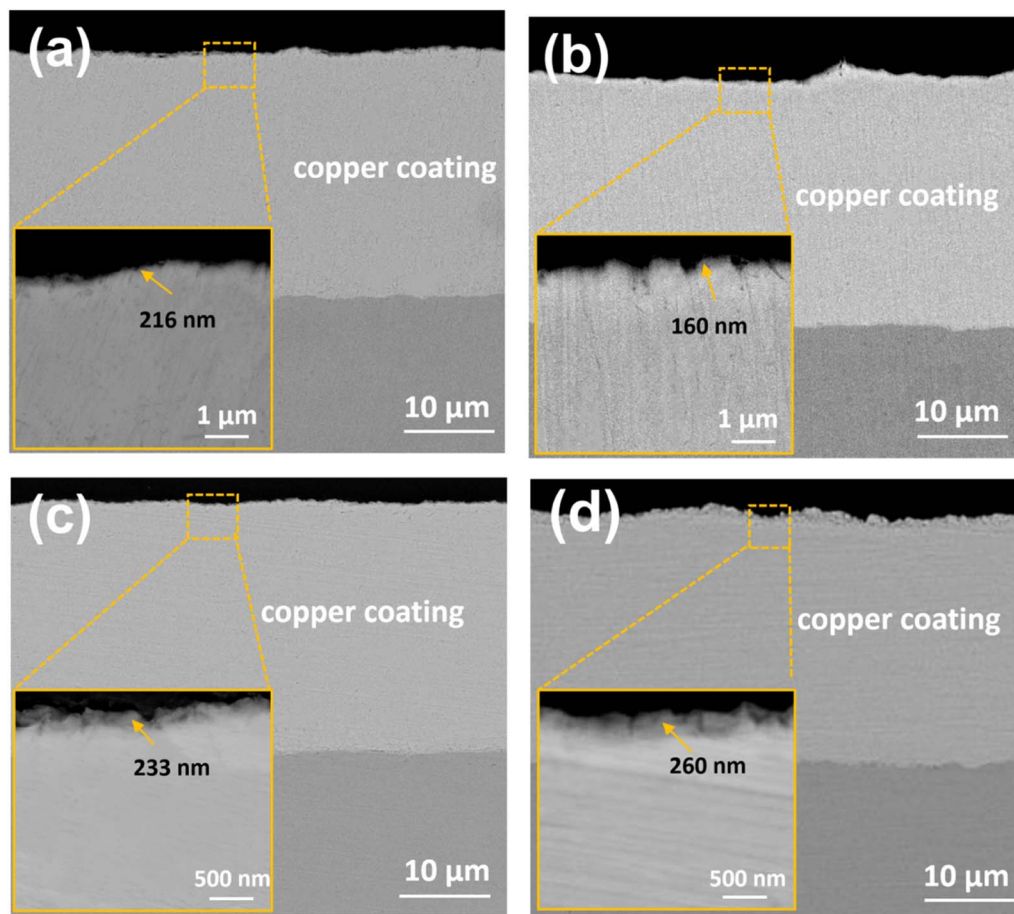 (a)
copper coating
216 nm
1 μm
10 μm
(b)
copper coating
160 nm
1 μm
10 μm
(c)
copper coating
233 nm
500 nm
10 μm
(d)
copper coating
260 nm
500 nm
10 μm